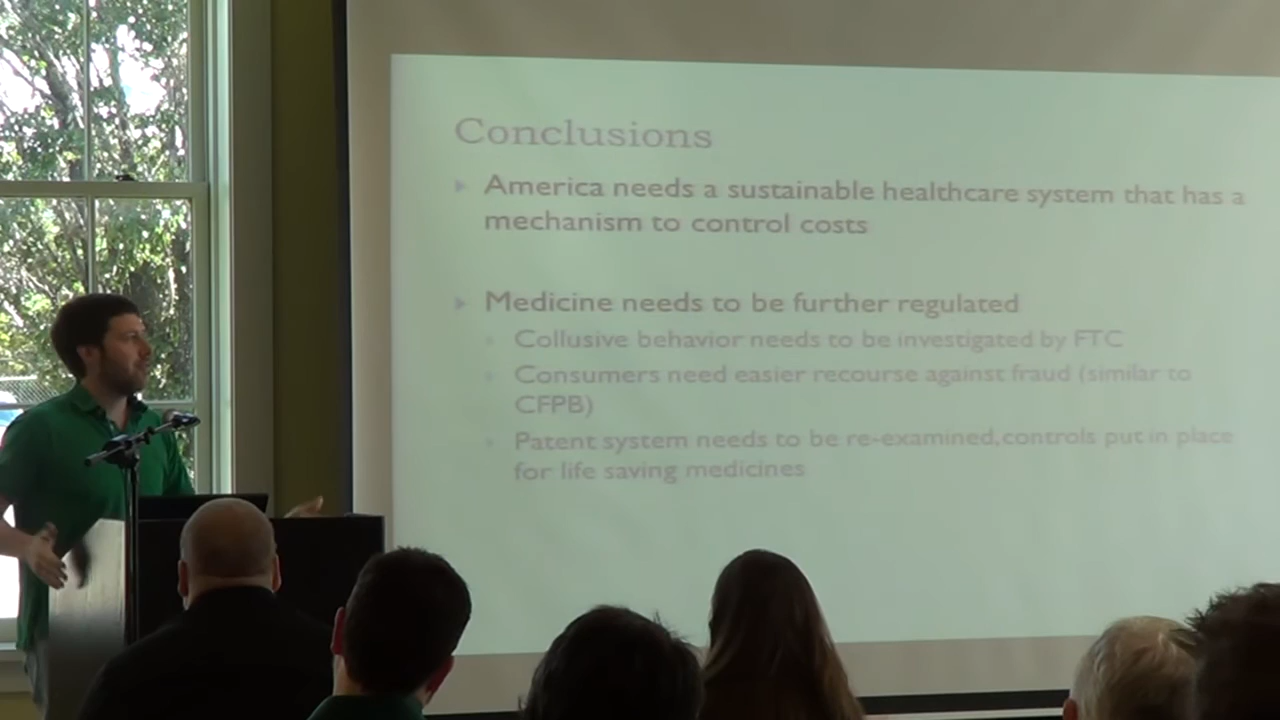 Conclusions
America needs a sustainable healthcare system that has a
mechanism to control costs
Medicine needs to be further regulated
Collusive behavior needs to be investigated by FTC
Consumers need easier recourse against fraud (similar to
CFPB)
Patent system needs to be re-examined, controls put in place
for life saving medicines